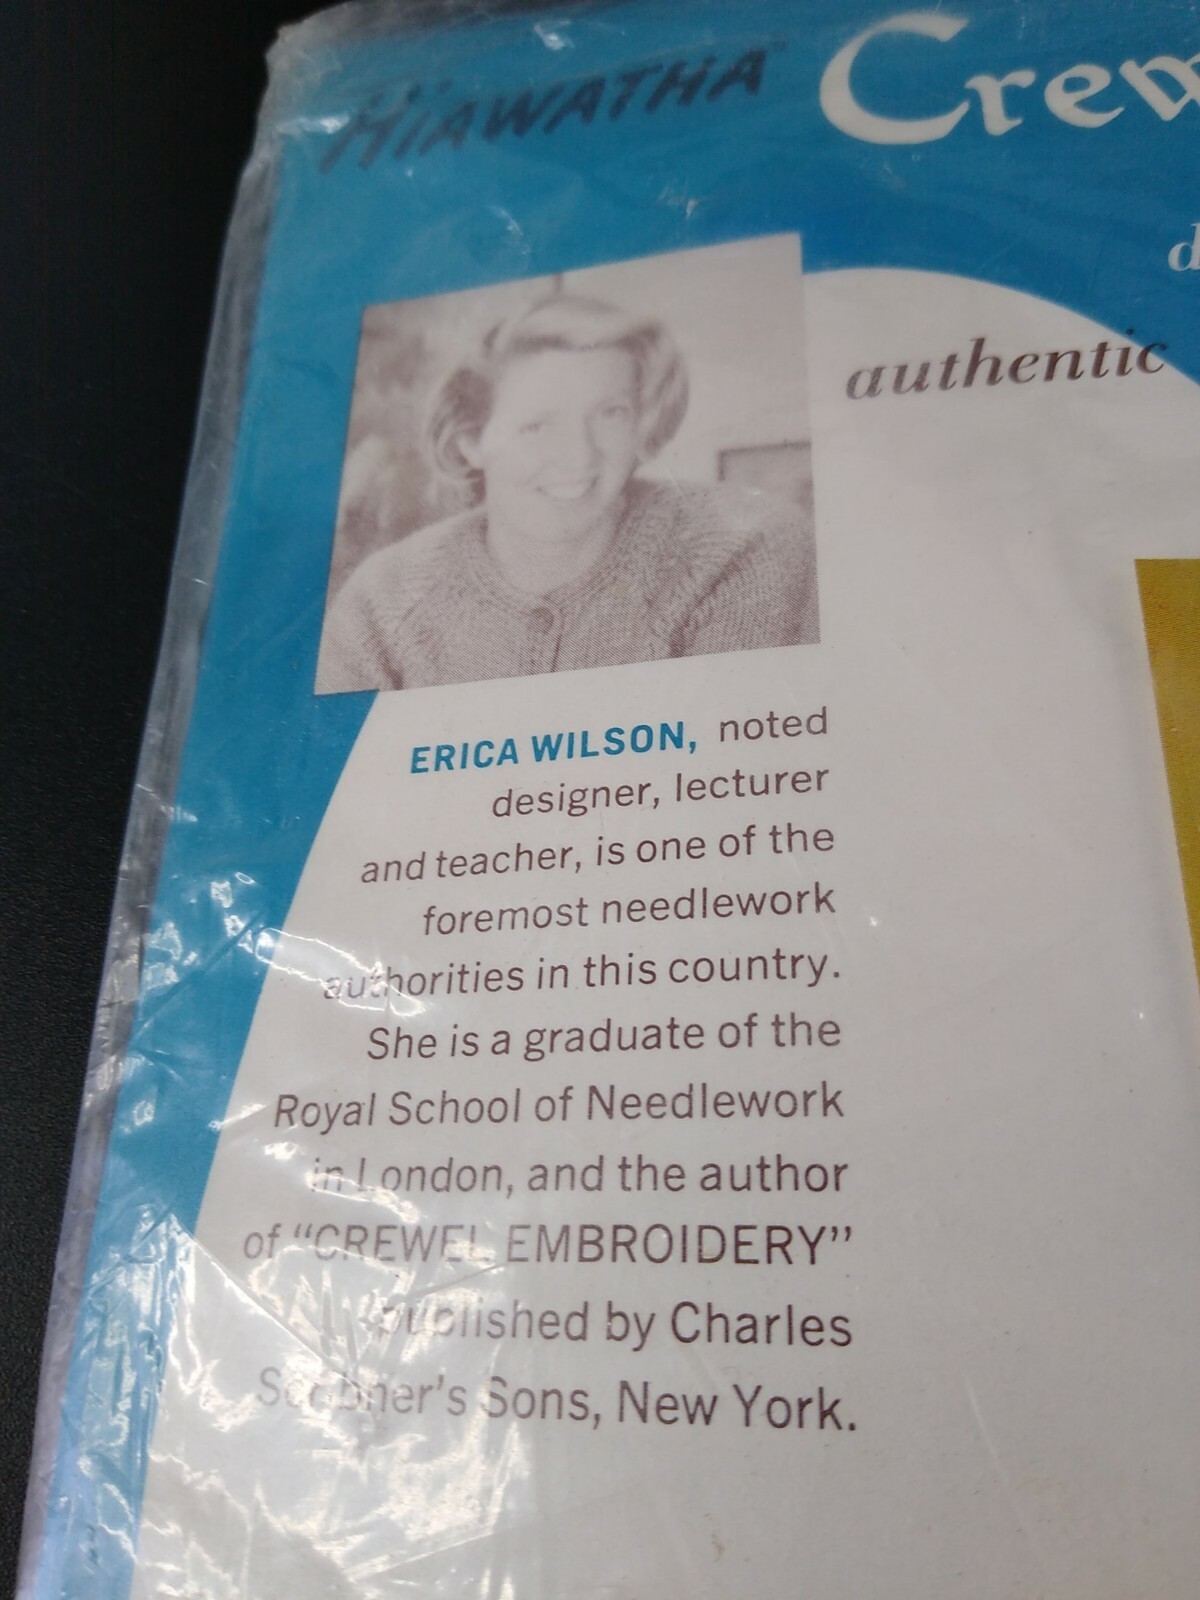 HIAWATHA Crew
d
authentic
ERICA WILSON, noted
designer, lecturer
and teacher, is one of the
foremost needlework
authorities in this country.
She is a graduate of the
Royal School of Needlework
in London, and the author
of “CREWEL EMBROIDERY”
published by Charles
Scribner's Sons, New York.